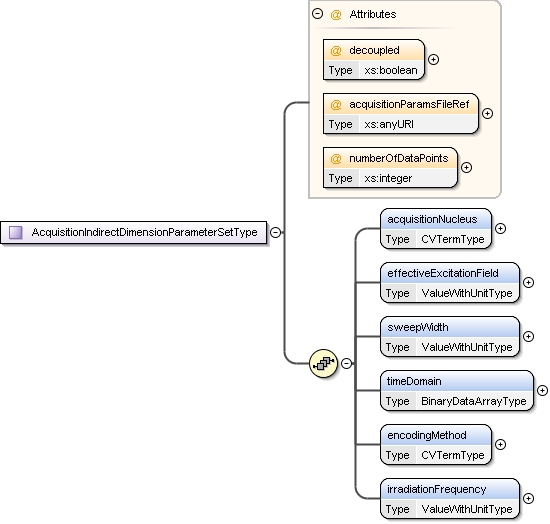 @ Attributes
@ decoupled
Type xs:boolean
@ acquisitionParamsFileRef
Type xs:anyURI
@ numberOfDataPoints
Type xs:integer
AcquisitionIndirectDimensionParameterSetType
acquisitionNucleus
Type CVTermType
effectiveExcitationField
Type ValueWithUnitType
sweepWidth
Type ValueWithUnitType
timeDomain
Type BinaryDataArrayType
encodingMethod
Type CVTermType
irradiationFrequency
Type ValueWithUnitType